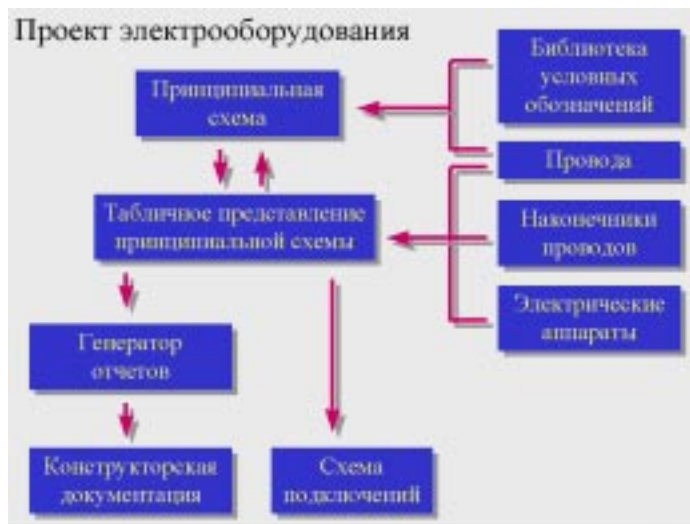 Проект электрооборудования
Библиотека
условных
обозначений
Принципиальная
схема
Провода
Табличное представление
принципиальной схемы
Наконечники
проводов
Электрические
аппараты
Генератор
отчетов
Конструкторская
документация
Схема
подключений